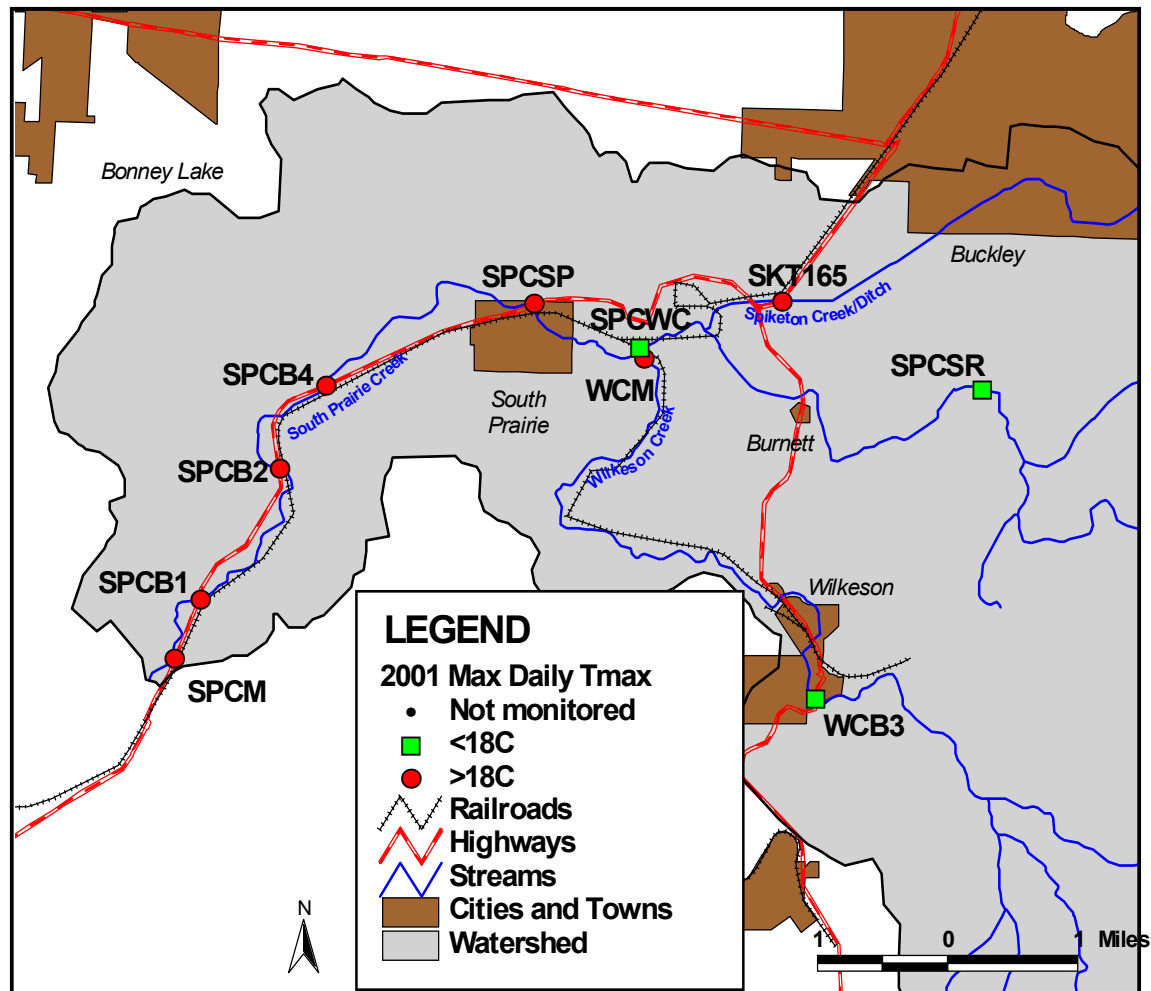 Bonney Lake
Buckley
SPCSP
SKT165
Spiketon Creek/Ditch
SPCWC
SPCB4
WCM
SPCSR
South Prairie Creek
South
Prairie
Burnett
SPCB2
Wilkeson Creek
SPCB1
Wilkeson
SPCM
WCB3
LEGEND
2001 Max Daily Tmax
Not monitored
<18C
>18C
Railroads
Highways
Streams
Cities and Towns
Watershed
N
1 0 1 Miles